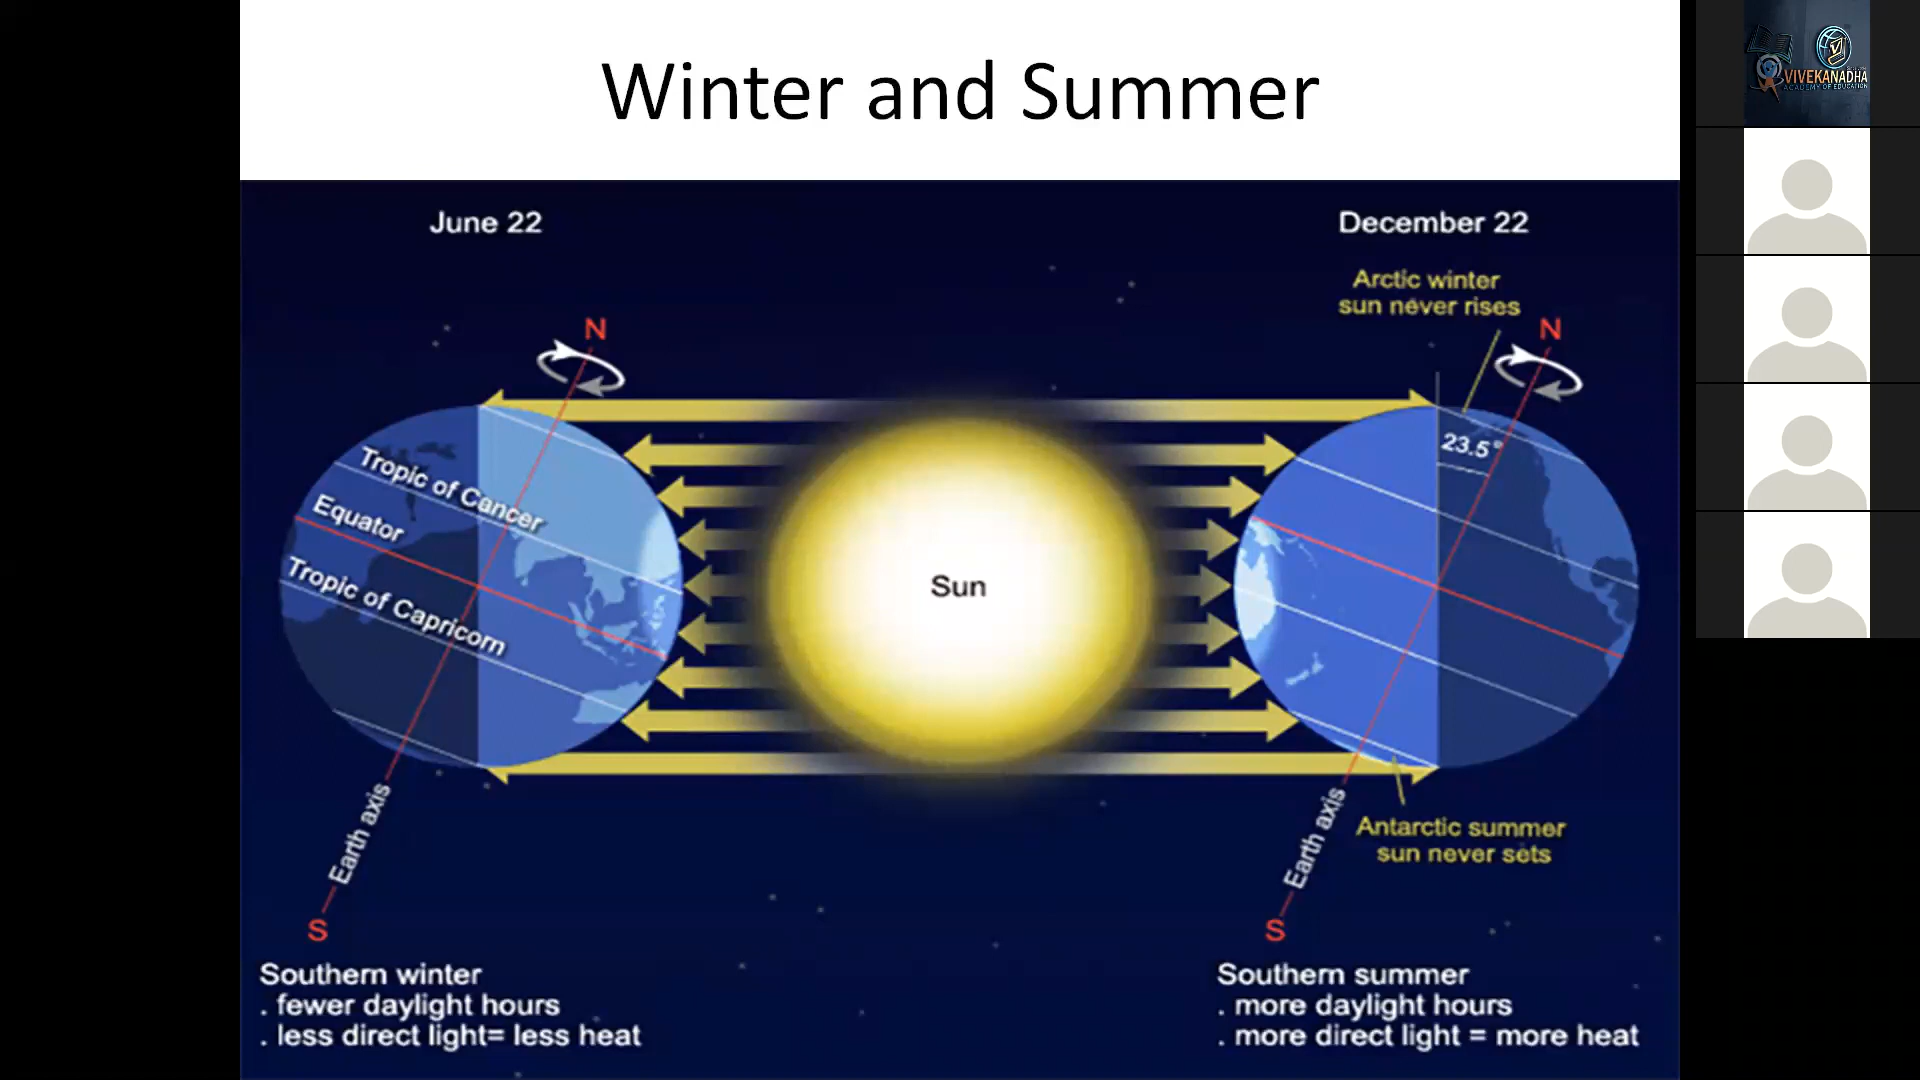 Winter and Summer
June 22
December 22
Arctic winter
sun never rises
N
N
23.5°
Tropic of Cancer
Equator
Tropic of Capricorn
Sun
Earth axis
S
Earth axis
S
Antarctic summer
sun never sets
Southern winter
. fewer daylight hours
. less direct light= less heat
Southern summer
. more daylight hours
. more direct light = more heat
VIVEKANADHA
ACADEMY OF EDUCATION